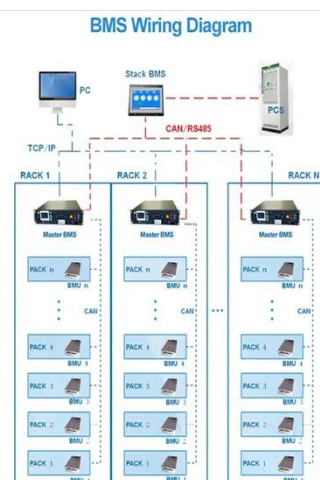 BMS Wiring Diagram
Stack BMS
PC
PCS
CAN/RS485
TCP/IP
RACK 1
RACK 2
RACK N
Master BMS
Master BMS
Master BMS
PACK n
PACK n
PACK n
BMU n
BMU n
BMU n
CAN
CAN
CAN
PACK 4
PACK 4
PACK 4
BMU 4
BMU 4
BMU 4
PACK 3
PACK 3
PACK 3
BMU 3
BMU 3
BMU 3
PACK 2
PACK 2
PACK 2
BMU 2
BMU 2
BMU 2
PACK 1
PACK 1
PACK 1